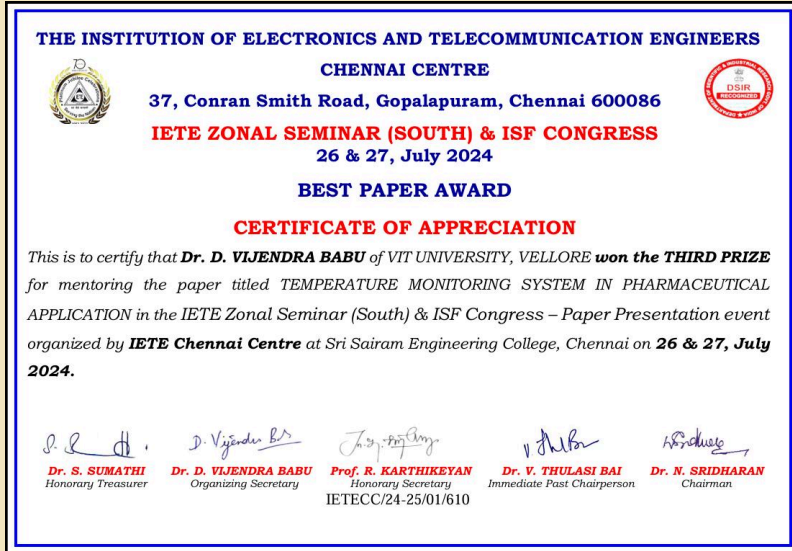 THE INSTITUTION OF ELECTRONICS AND TELECOMMUNICATION ENGINEERS
CHENNAI CENTRE
37, Conran Smith Road, Gopalapuram, Chennai 600086
DSIR
RECOGNIZED
IETE ZONAL SEMINAR (SOUTH) & ISF CONGRESS
26 & 27, July 2024
BEST PAPER AWARD
CERTIFICATE OF APPRECIATION
This is to certify that Dr. D. VIJENDRA BABU of VIT UNIVERSITY, VELLORE won the THIRD PRIZE
for mentoring the paper titled TEMPERATURE MONITORING SYSTEM IN PHARMACEUTICAL
APPLICATION in the IETE Zonal Seminar (South) & ISF Congress – Paper Presentation event
organized by IETE Chennai Centre at Sri Sairam Engineering College, Chennai on 26 & 27, July
2024.
Dr. S. SUMATHI Dr. D. VIJENDRA BABU Prof. R. KARTHIKEYAN Dr. V. THULASI BAI Dr. N. SRIDHARAN
Honorary Treasurer Organizing Secretary Honorary Secretary Immediate Past Chairperson Chairman
IETECC/24-25/01/610